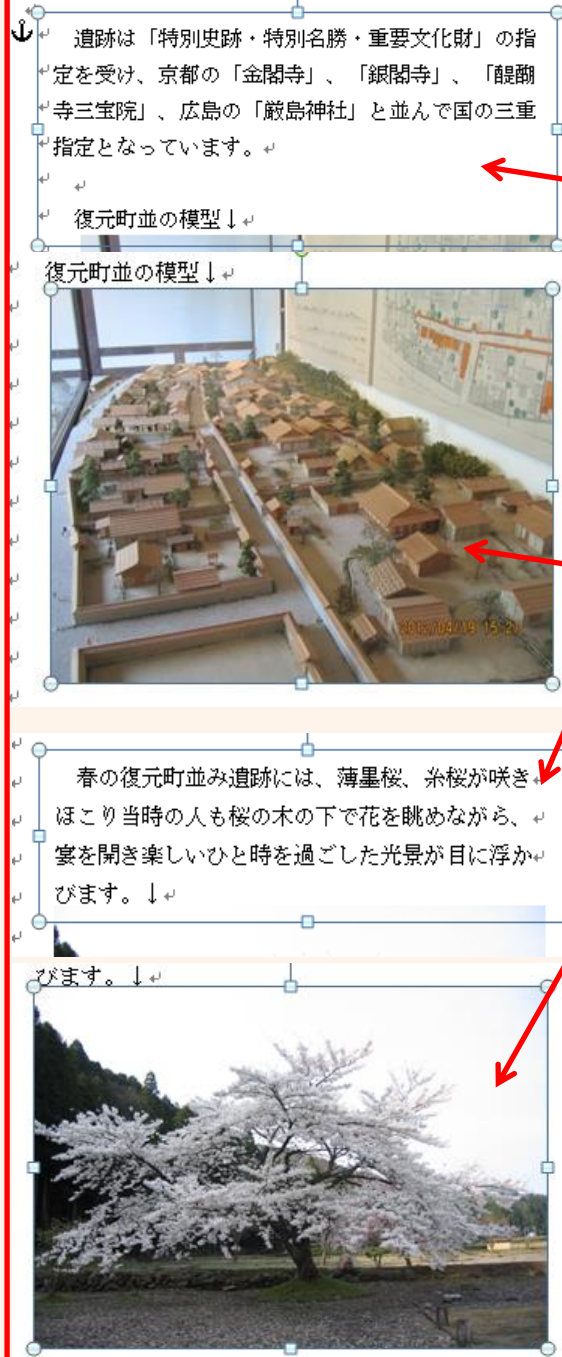 遺跡は「特別史跡・特別名勝・重要文化財」の指
定を受け、京都の「金閣寺」、「銀閣寺」、「醍醐
寺三宝院」、広島の「厳島神社」と並んで国の三重
指定となっています。
復元町並の模型↓
復元町並の模型↓
2012/04/19 15:27
春の復元町並み遺跡には、薄墨桜、糸桜が咲き
ほこり当時の人も桜の木の下で花を眺めながら、
宴を開き楽しいひと時を過ごした光景が目に浮か
びます。↓
びます。↓